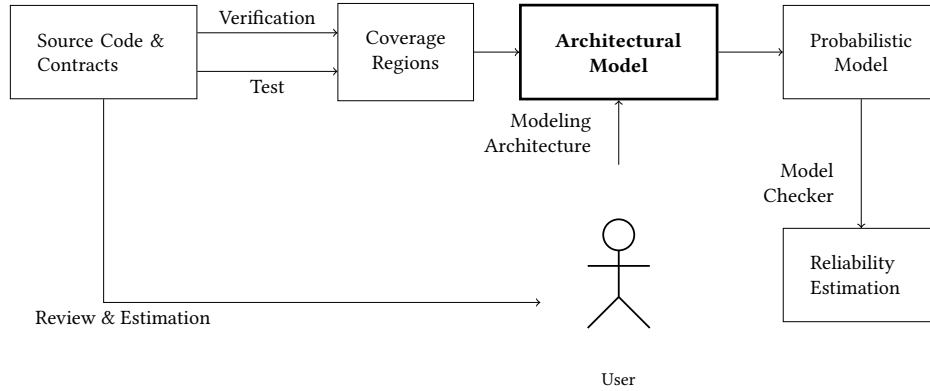 Source Code &
Contracts
Verification
Test
Coverage
Regions
Architectural
Model
Probabilistic
Model
Modeling
Architecture
Model
Checker
Reliability
Estimation
Review & Estimation
User